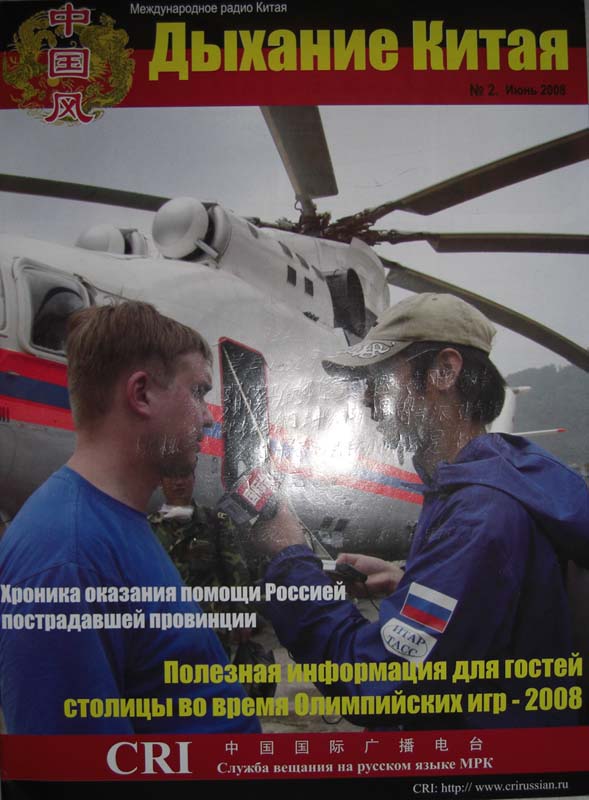 Международное радио Китая
中国风
Дыхание Китая
№ 2. Июнь 2008
Хроника оказания помощи Россией
пострадавшей провинции
ИТАР
ТАСС
Полезная информация для гостей
столицы во время Олимпийских игр - 2008
CRI 中国国际广播电台
Служба вещания на русском языке МРК
CRI: http:// www.crirussian.ru